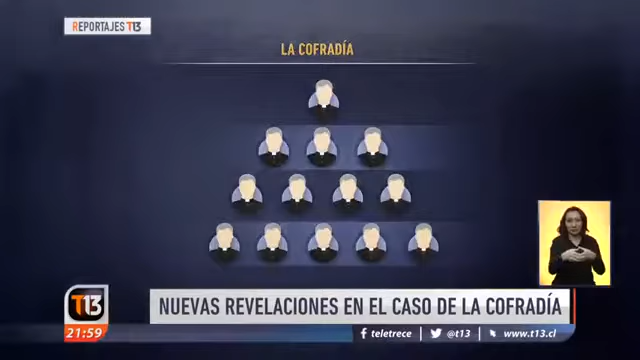 REPORTAJES T13
LA COFRADÍA
T13
NUEVAS REVELACIONES EN EL CASO DE LA COFRADÍA
21:59
teletrece
@t13
www.t13.cl